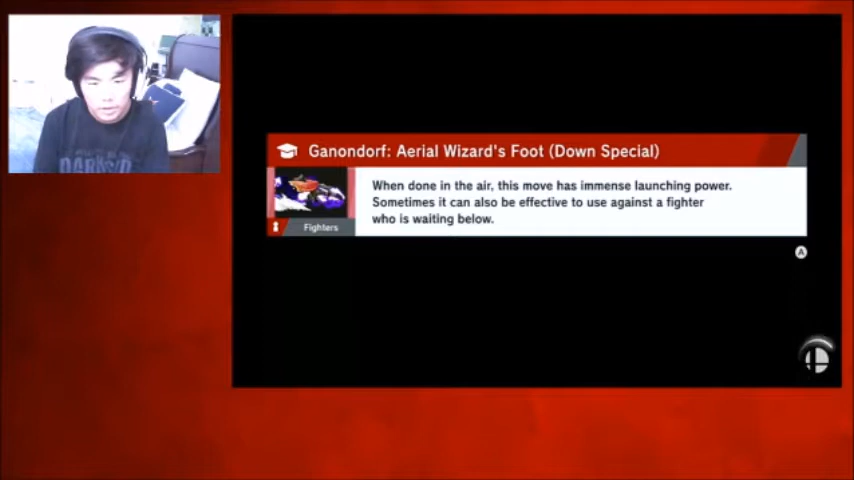 Ganondorf: Aerial Wizard's Foot (Down Special)
When done in the air, this move has immense launching power.
Sometimes it can also be effective to use against a fighter
who is waiting below.
Fighters
A